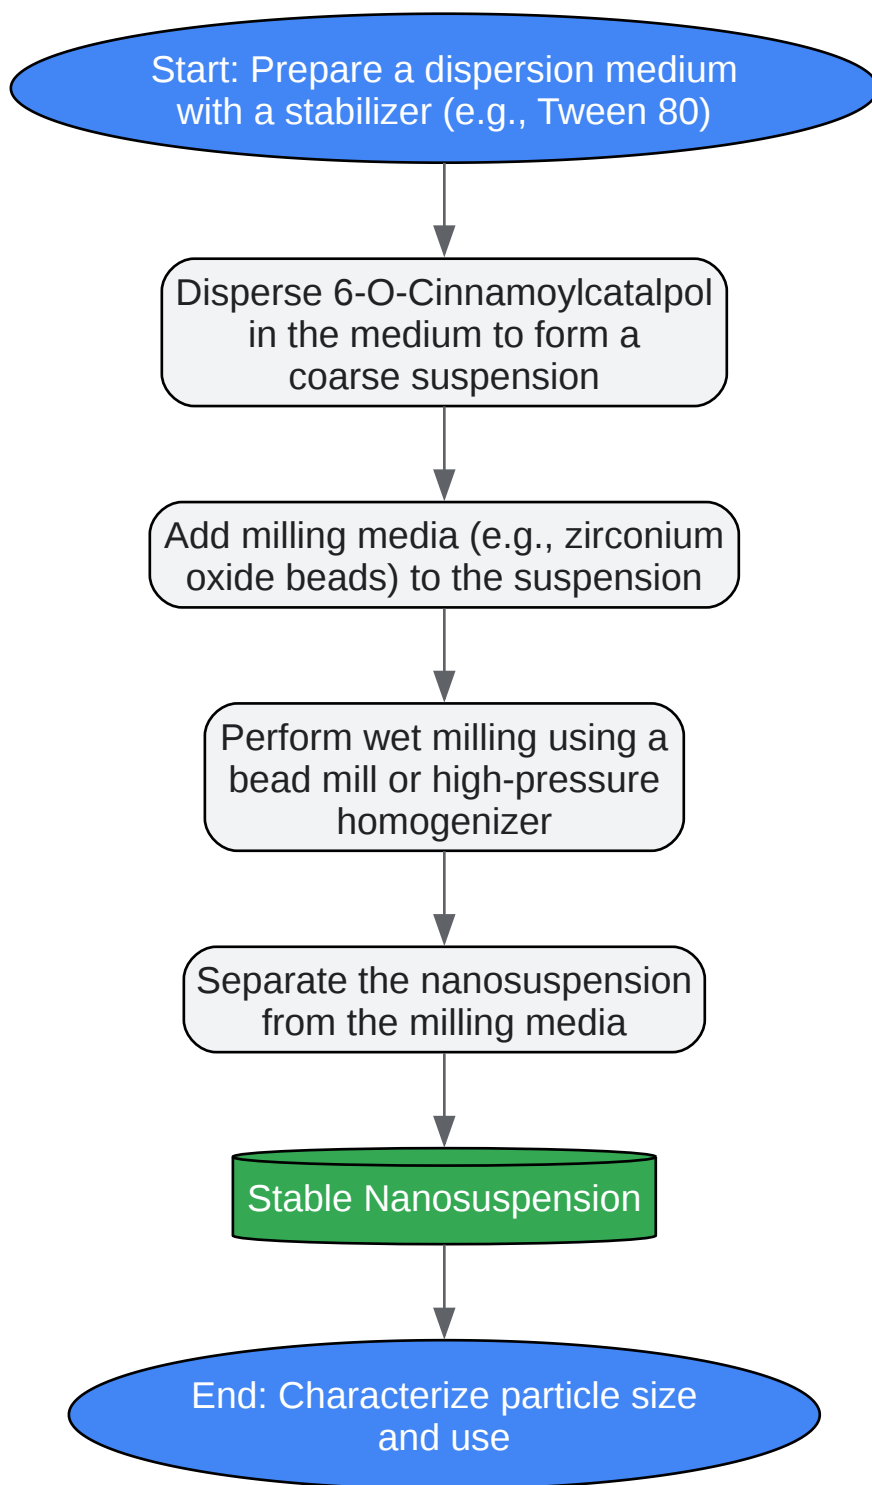 Start: Prepare a dispersion medium
with a stabilizer (e.g., Tween 80)
Disperse 6-O-Cinnamoylcatalpol
in the medium to form a
coarse suspension
Add milling media (e.g., zirconium
oxide beads) to the suspension
Perform wet milling using a
bead mill or high-pressure
homogenizer
Separate the nanosuspension
from the milling media
Stable Nanosuspension
End: Characterize particle size
and use